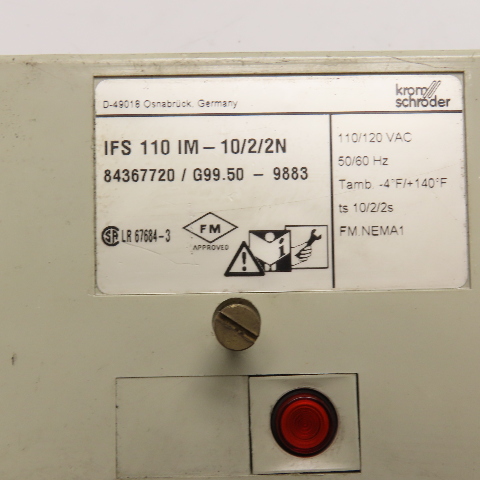 D-49018 Osnabrück, Germany
krom
schröder
IFS 110 IM - 10/2/2N
84367720 / G99.50 - 9883
110/120 VAC
50/60 Hz
Tamb. -4°F/+140°F
ts 10/2/2s
FM.NEMA1
SA LR 67684-3
FM
APPROVED
i